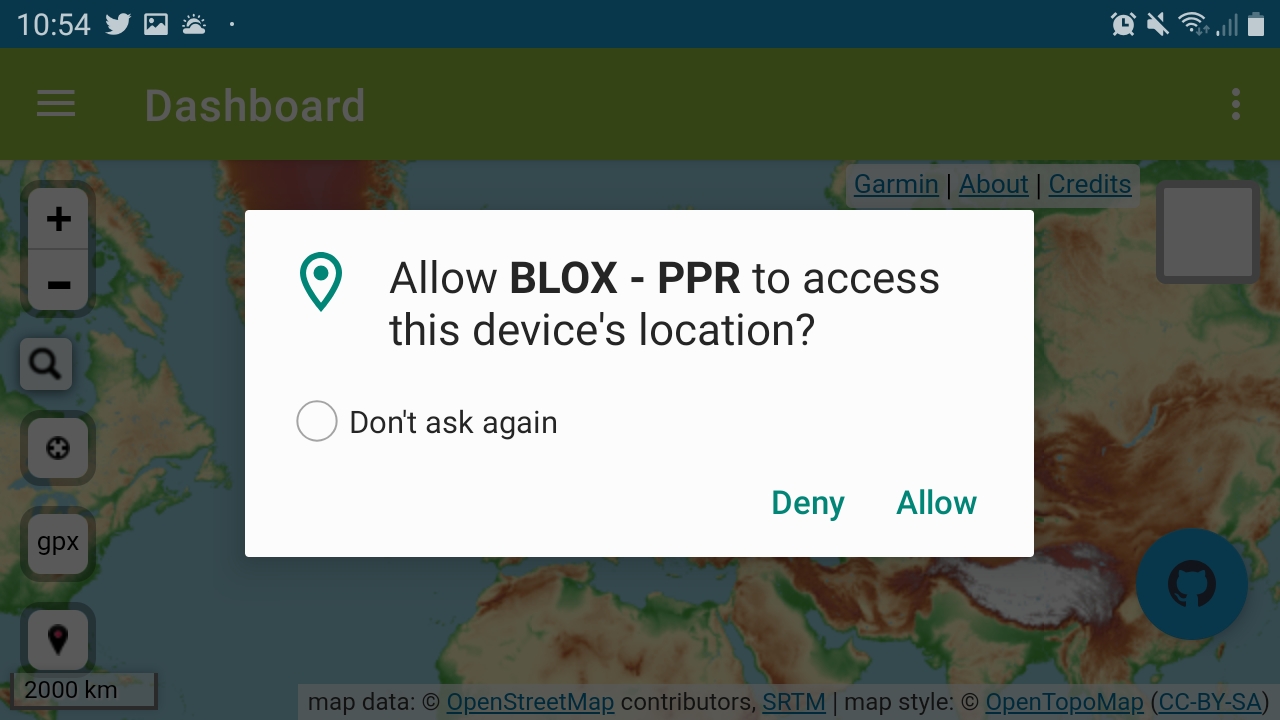 10:54
Dashboard
Garmin | About | Credits
+
-
Allow BLOX - PPR to access
this device's location?
Don't ask again
Deny Allow
gpx
2000 km
map data: © OpenStreetMap contributors, SRTM | map style: © OpenTopoMap (CC-BY-SA)